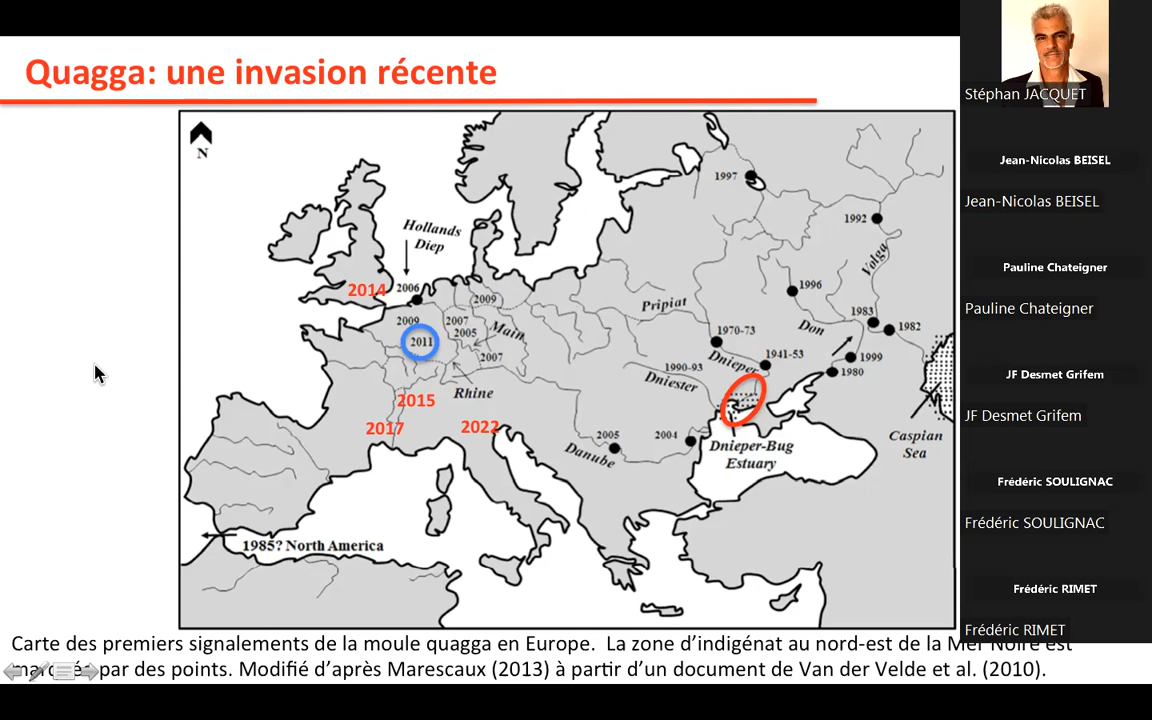 Quagga: une invasion récente
N
Hollands
Diep
2014
2006
2009
2009
2007
2011
2005
Main
2007
2015
Rhine
2017
2022
1997
1992
Volga
1996
Pripiat
Don
1983
1982
1970-73
Dnieper
1941-53
1999
1980
1990-93
Dniester
2005
2004
Danube
Dnieper-Bug
Estuary
Caspian
Sea
1985? North America
Carte des premiers signalements de la moule quagga en Europe. La zone d’indigénat au nord-est de la Mer Noire est
par des points. Modifié d’après Marescaux (2013) à partir d’un document de Van der Velde et al. (2010).
Stéphan JACQUET
Jean-Nicolas BEISEL
Jean-Nicolas BEISEL
Pauline Chateigner
Pauline Chateigner
JF Desmet Grifem
JF Desmet Grifem
Frédéric SOULIGNAC
Frédéric SOULIGNAC
Frédéric RIMET
Frédéric RIMET